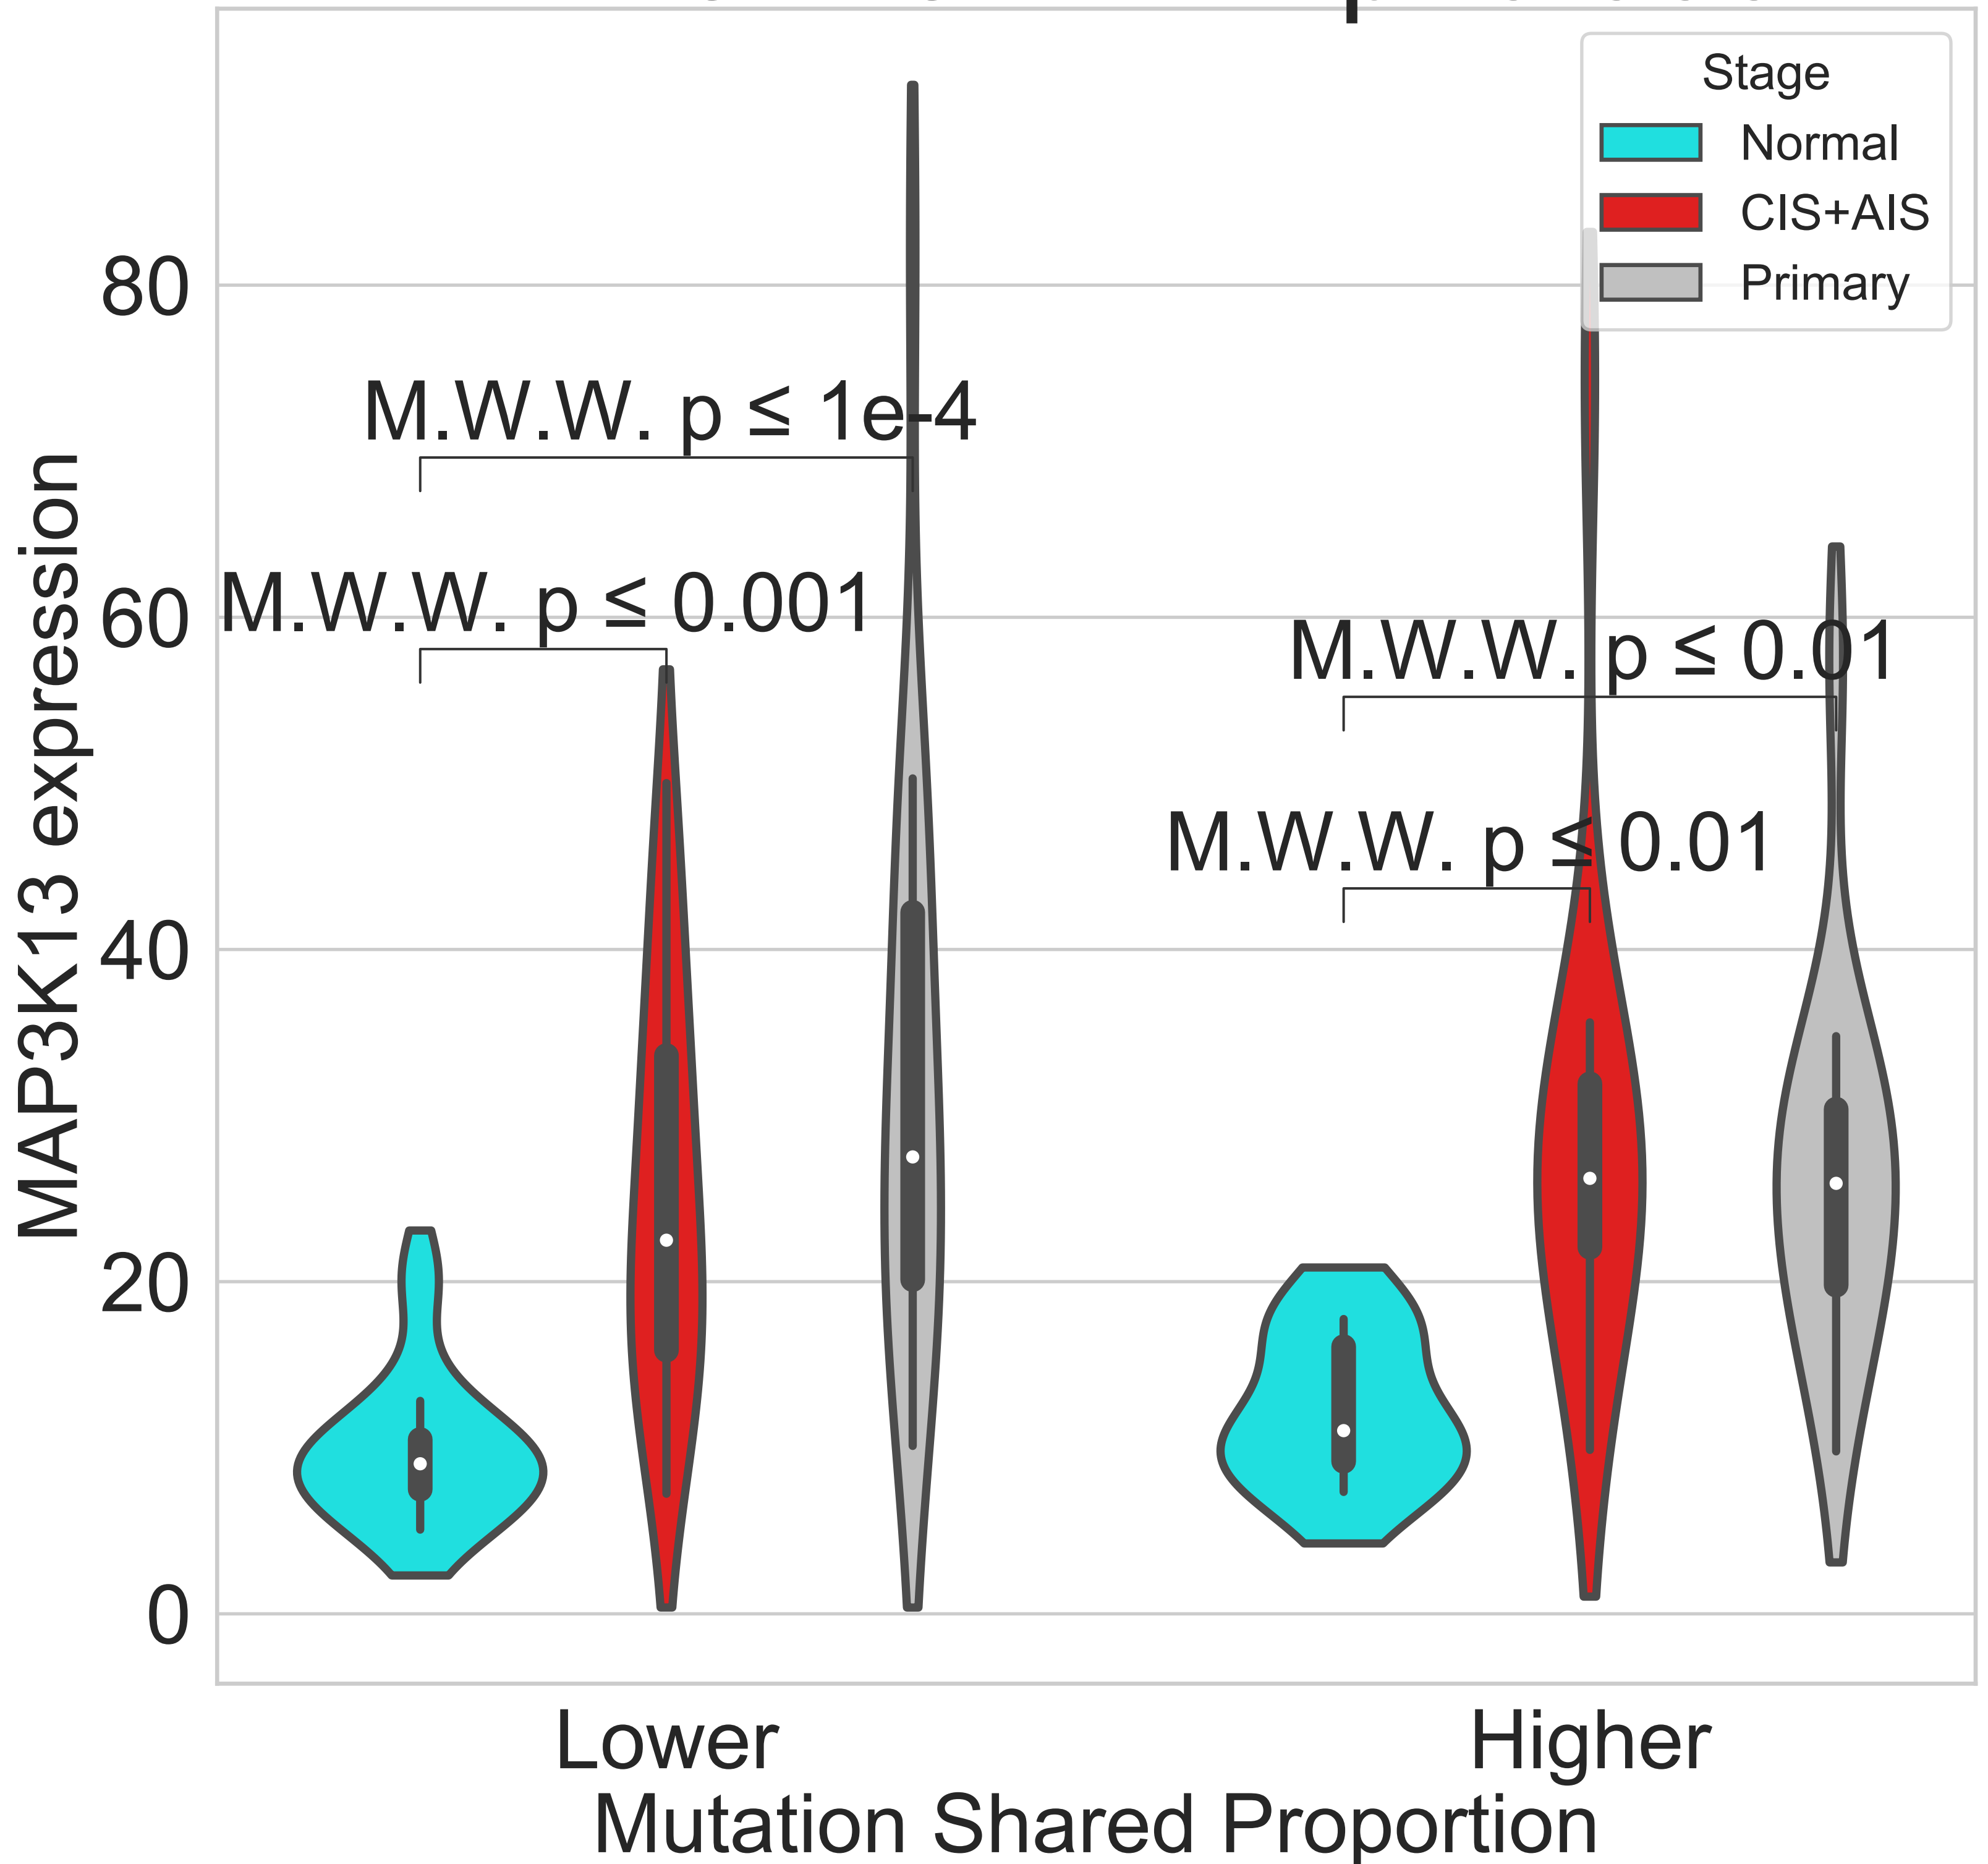 Stage
Normal
CIS+AIS
Primary
80
60
40
20
0
MAP3K13 expression
M.W.W. p ≤ 1e-4
M.W.W. p ≤ 0.001
M.W.W. p ≤ 0.01
M.W.W. p ≤ 0.01
Lower
Higher
Mutation Shared Proportion